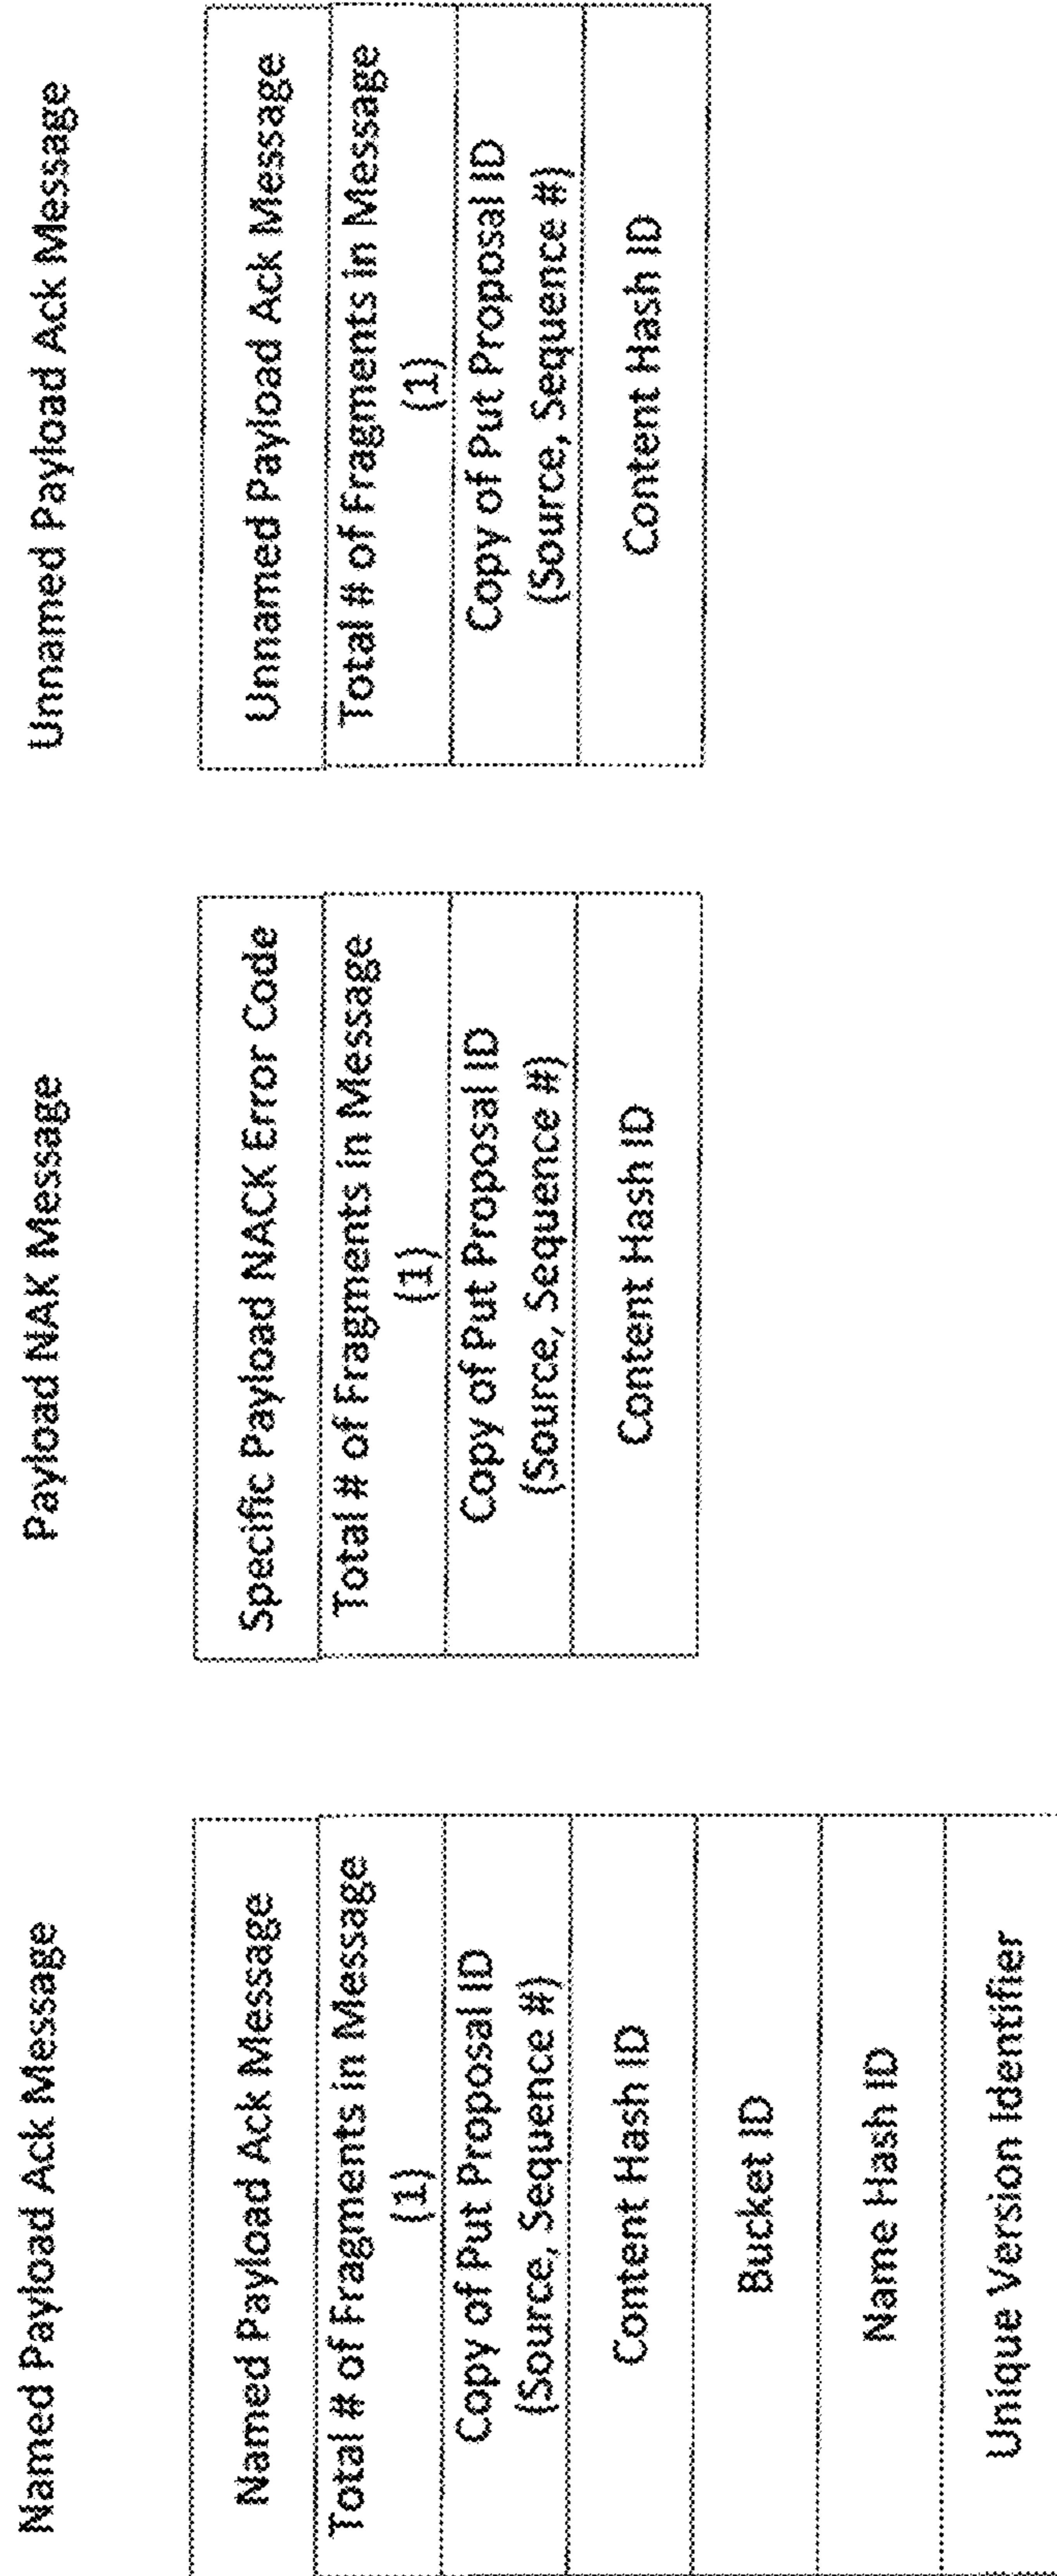 Named Payload Ack Message
Named Payload Ack Message
Total # of Fragments in Message
(1)
Copy of Put Proposal ID
(Source, Sequence #)
Content Hash ID
Bucket ID
Name Hash ID
Unique Version Identifier
Payload NAK Message
Specific Payload NACK Error Code
Total # of Fragments in Message
(1)
Copy of Put Proposal ID
(Source, Sequence #)
Content Hash ID
Unnamed Payload Ack Message
Unnamed Payload Ack Message
Total # of Fragments in Message
(1)
Copy of Put Proposal ID
(Source, Sequence #)
Content Hash ID